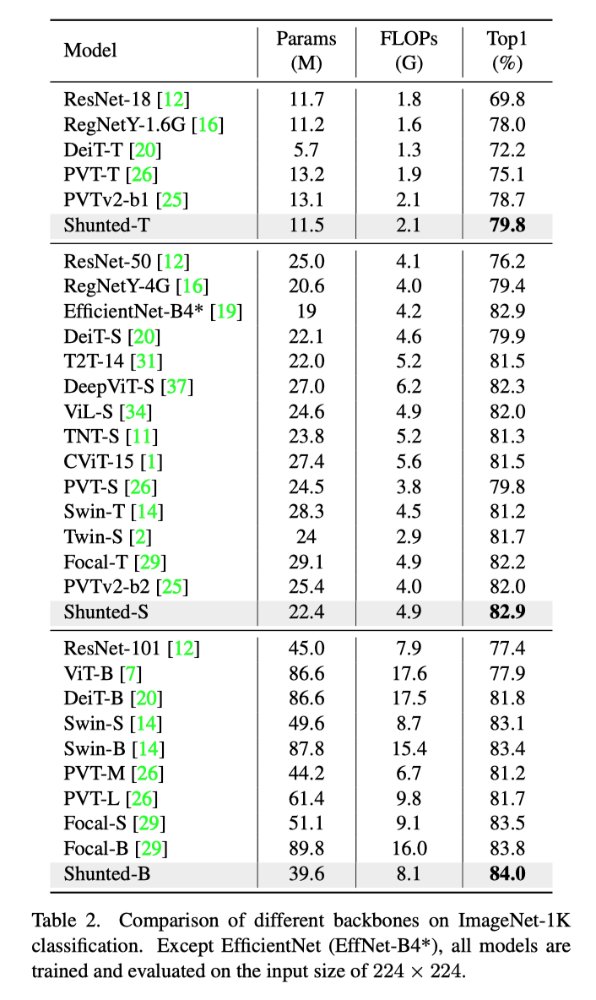 Model Params (M) FLOPs (G) Top1 (%)
ResNet-18 [12] 11.7 1.8 69.8
RegNetY-1.6G [16] 11.2 1.6 78.0
DeiT-T [20] 5.7 1.3 72.2
PVT-T [26] 13.2 1.9 75.1
PVTv2-b1 [25] 13.1 2.1 78.7
Shunted-T 11.5 2.1 79.8
ResNet-50 [12] 25.0 4.1 76.2
RegNetY-4G [16] 20.6 4.0 79.4
EfficientNet-B4* [19] 19 4.2 82.9
DeiT-S [20] 22.1 4.6 79.9
T2T-14 [31] 22.0 5.2 81.5
DeepViT-S [37] 27.0 6.2 82.3
ViL-S [34] 24.6 4.9 82.0
TNT-S [11] 23.8 5.2 81.3
CViT-15 [1] 27.4 5.6 81.5
PVT-S [26] 24.5 3.8 79.8
Swin-T [14] 28.3 4.5 81.2
Twin-S [2] 24 2.9 81.7
Focal-T [29] 29.1 4.9 82.2
PVTv2-b2 [25] 25.4 4.0 82.0
Shunted-S 22.4 4.9 82.9
ResNet-101 [12] 45.0 7.9 77.4
ViT-B [7] 86.6 17.6 77.9
DeiT-B [20] 86.6 17.5 81.8
Swin-S [14] 49.6 8.7 83.1
Swin-B [14] 87.8 15.4 83.4
PVT-M [26] 44.2 6.7 81.2
PVT-L [26] 61.4 9.8 81.7
Focal-S [29] 51.1 9.1 83.5
Focal-B [29] 89.8 16.0 83.8
Shunted-B 39.6 8.1 84.0
Table 2. Comparison of different backbones on ImageNet-1K
classification. Except EfficientNet (EffNet-B4*), all models are
trained and evaluated on the input size of 224 × 224.